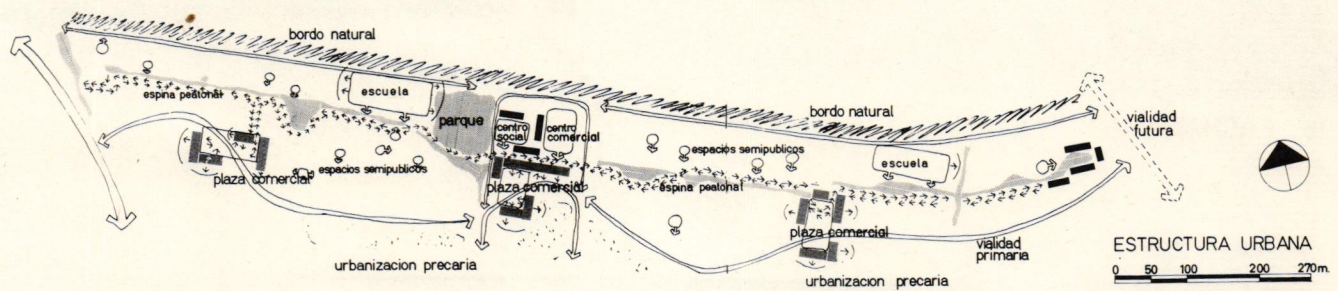 bordo natural
espina peatonal
escuela
parque
centro
social
centro
comercial
plaza comercial
espacios semipublicos
plaza comercial
urbanizacion precaria
bordo natural
espacios semipublicos
escuela
espina peatonal
plaza comercial
vialidad
futura
vialidad
primaria
urbanizacion precaria
ESTRUCTURA URBANA
0 50 100 200 270m.